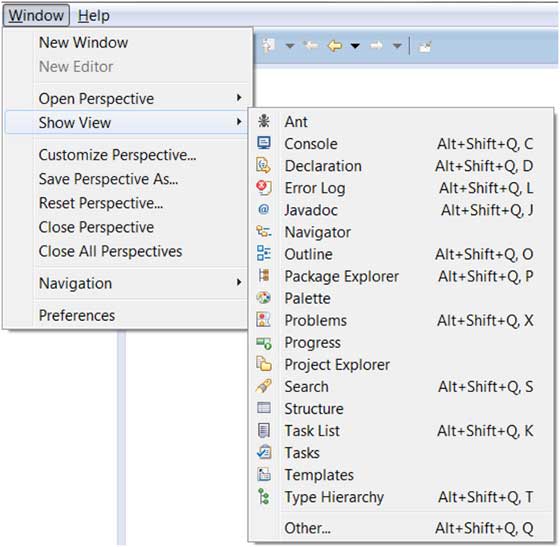 Window Help
New Window
New Editor
Open Perspective
Show View
Customize Perspective...
Save Perspective As...
Reset Perspective...
Close Perspective
Close All Perspectives
Navigation
Preferences
Ant
Console Alt+Shift+Q, C
Declaration Alt+Shift+Q, D
Error Log Alt+Shift+Q, L
Javadoc Alt+Shift+Q, J
Navigator
Outline Alt+Shift+Q, O
Package Explorer Alt+Shift+Q, P
Palette
Problems Alt+Shift+Q, X
Progress
Project Explorer
Search Alt+Shift+Q, S
Structure
Task List Alt+Shift+Q, K
Tasks
Templates
Type Hierarchy Alt+Shift+Q, T
Other... Alt+Shift+Q, Q